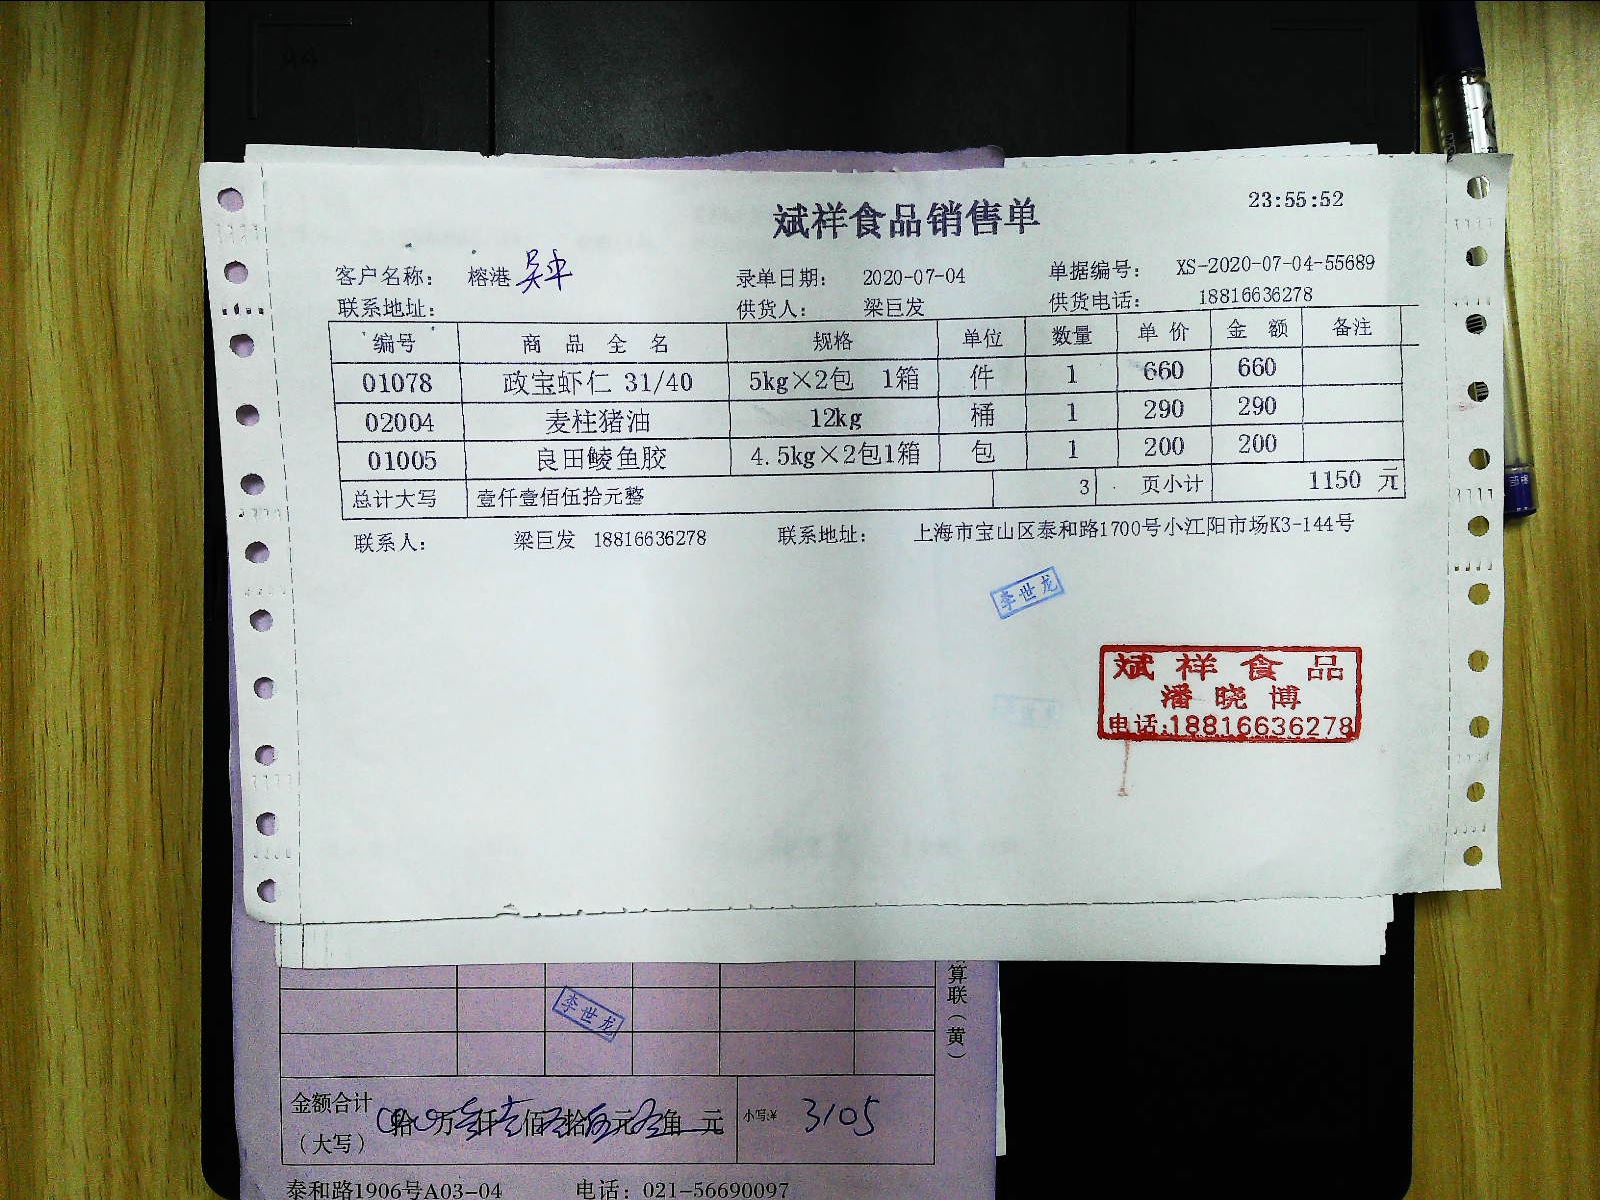 23:55:52
斌祥食品销售单
客户名称： 榕港 吴平 录单日期： 2020-07-04 单据编号： XS-2020-07-04-55689
联系地址： 供货人： 梁巨发 供货电话： 18816636278
编号 商 品 全 名 规格 单位 数量 单 价 金 额 备注
01078 政宝虾仁 31/40 5kg×2包 1箱 件 1 660 660
02004 麦柱猪油 12kg 桶 1 290 290
01005 良田鲮鱼胶 4.5kg×2包1箱 包 1 200 200
总计大写 壹仟壹佰伍拾元整 3 页小计 1150 元
联系人： 梁巨发 18816636278 联系地址： 上海市宝山区泰和路1700号小江阳市场K3-144号
李世龙
斌祥食品
潘晓博
电话:18816636278
算联（黄）
李世龙
金额合计
（大写） 拾 万 仟 佰 拾 元 角 元 小写:¥ 3105
泰和路1906号A03-04 电话：021-56690097